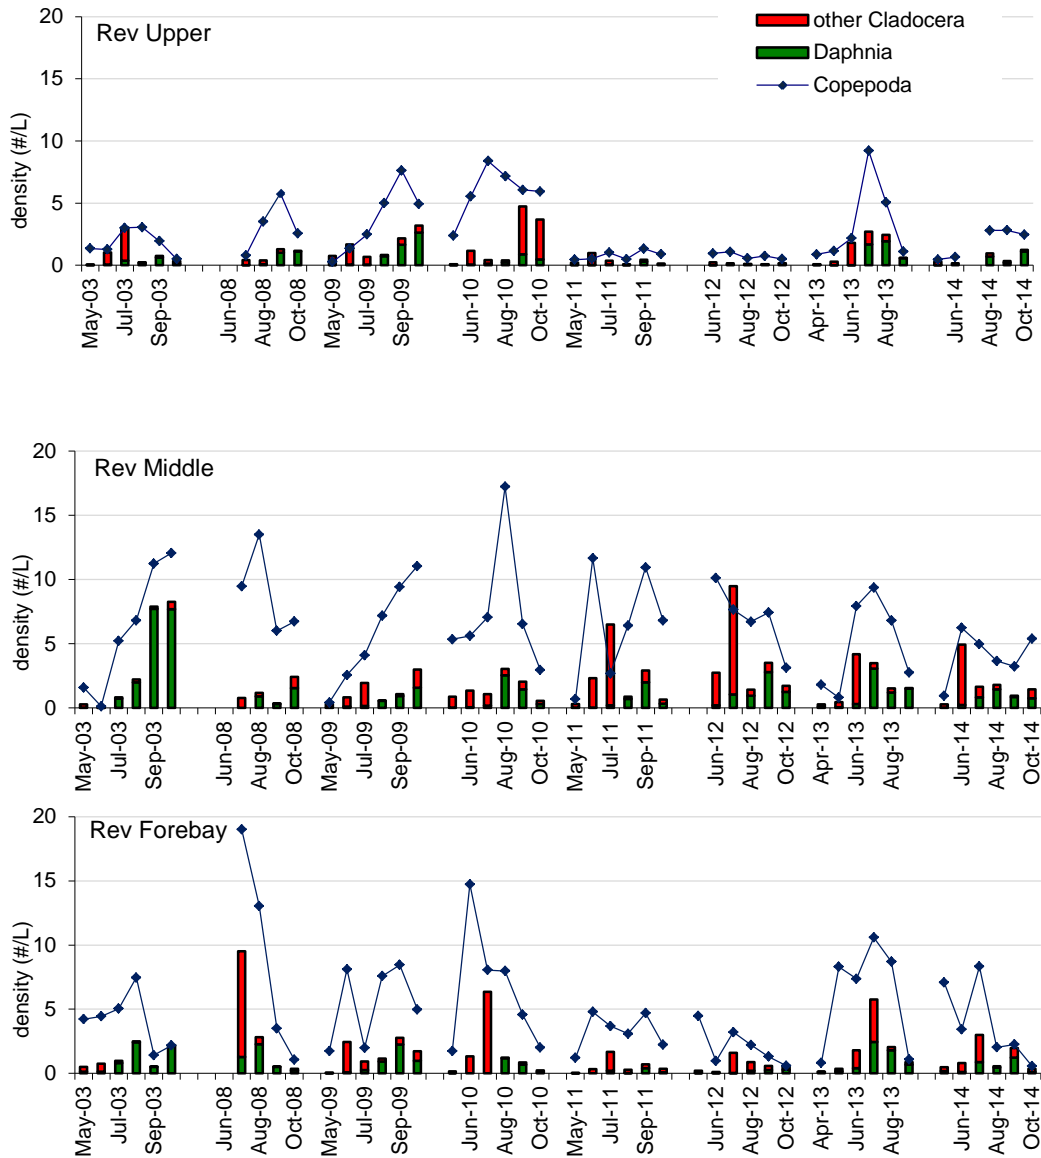 Rev Upper
other Cladocera
Daphnia
Copepoda
density (#/L)
20
15
10
5
0
May-03 Jul-03 Sep-03 Jun-08 Aug-08 Oct-08 May-09 Jul-09 Sep-09 Jun-10 Aug-10 Oct-10 May-11 Jul-11 Sep-11 Jun-12 Aug-12 Oct-12 Apr-13 Jun-13 Aug-13 Jun-14 Aug-14 Oct-14
Rev Middle
20
15
10
5
0
May-03 Jul-03 Sep-03 Jun-08 Aug-08 Oct-08 May-09 Jul-09 Sep-09 Jun-10 Aug-10 Oct-10 May-11 Jul-11 Sep-11 Jun-12 Aug-12 Oct-12 Apr-13 Jun-13 Aug-13 Jun-14 Aug-14 Oct-14
Rev Forebay
density (#/L)
20
15
10
5
0
May-03 Jul-03 Sep-03 Jun-08 Aug-08 Oct-08 May-09 Jul-09 Sep-09 Jun-10 Aug-10 Oct-10 May-11 Jul-11 Sep-11 Jun-12 Aug-12 Oct-12 Apr-13 Jun-13 Aug-13 Jun-14 Aug-14 Oct-14